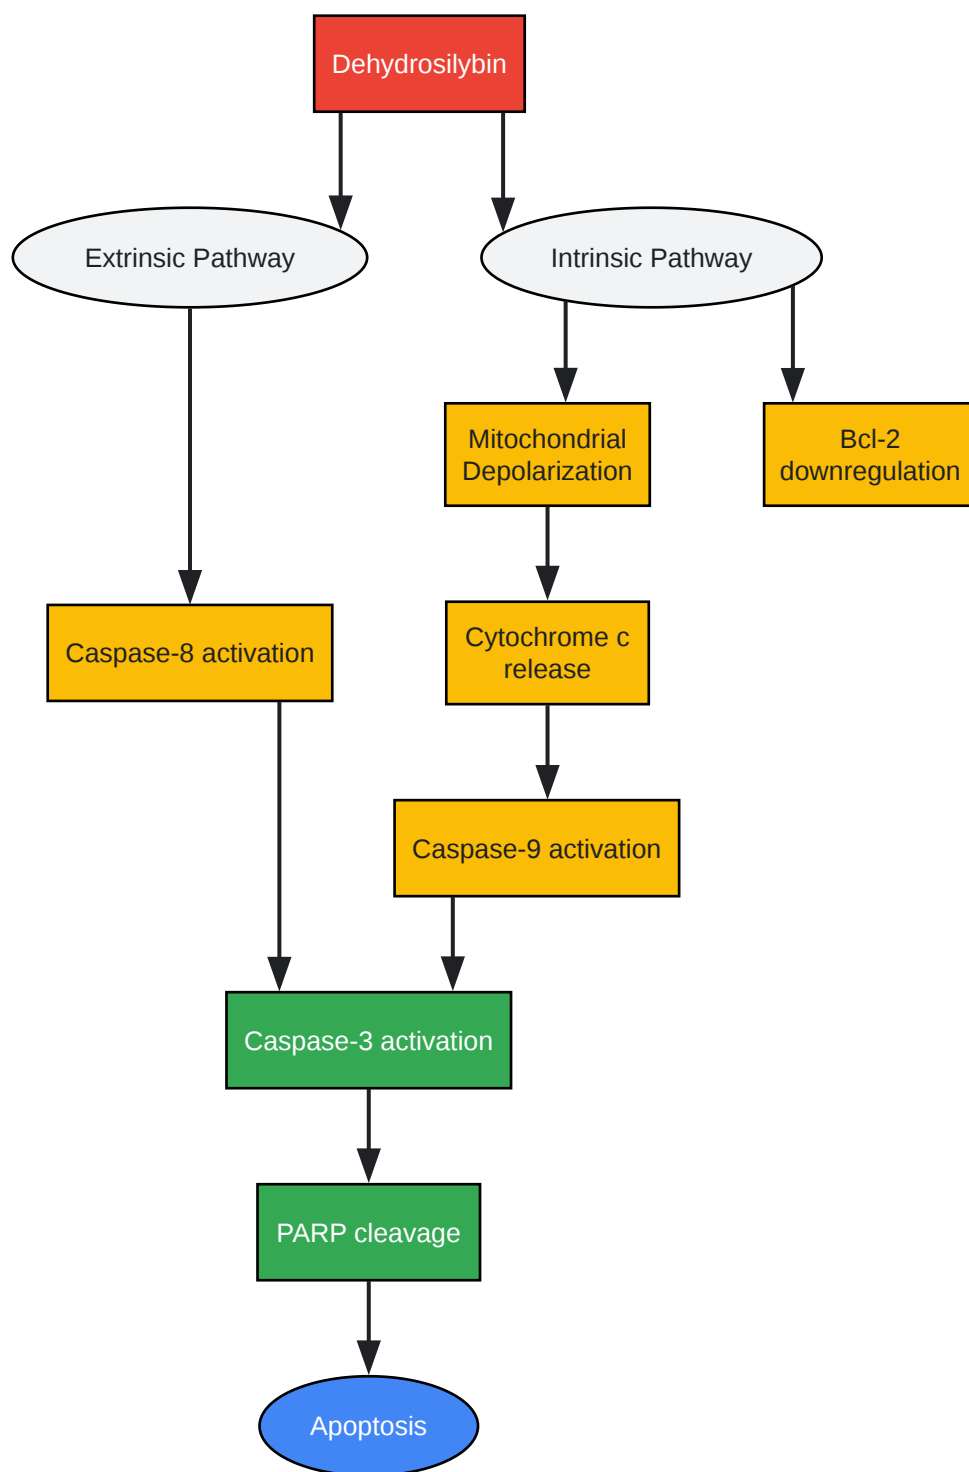 Dehydrosilybin
Extrinsic Pathway
Intrinsic Pathway
Mitochondrial
Depolarization
Bcl-2
downregulation
Cytochrome c
release
Caspase-8 activation
Caspase-9 activation
Caspase-3 activation
PARP cleavage
Apoptosis